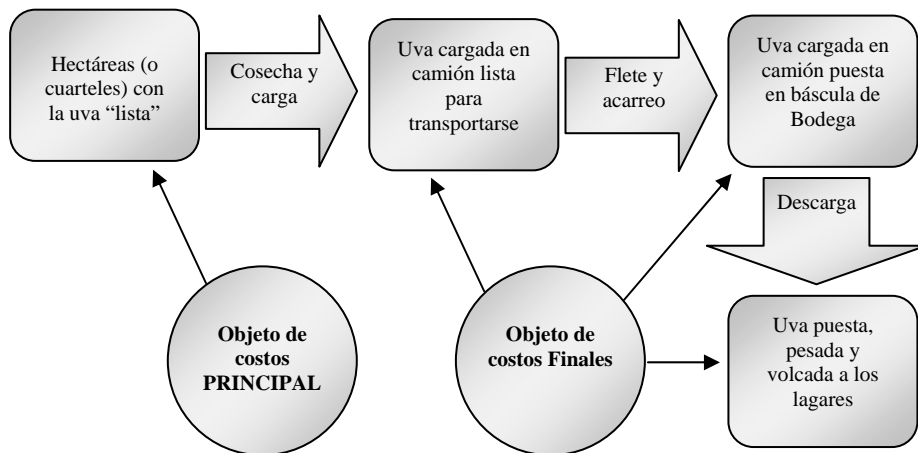 Hectáreas (o
cuarteles) con
la uva “lista”
Cosecha y
carga
Uva cargada en
camión lista
para
transportarse
Flete y
acarreo
Uva cargada en
camión puesta
en báscula de
Bodega
Descarga
Objeto de
costos
PRINCIPAL
Objeto de
costos Finales
Uva puesta,
pesada y
volcada a los
lagares